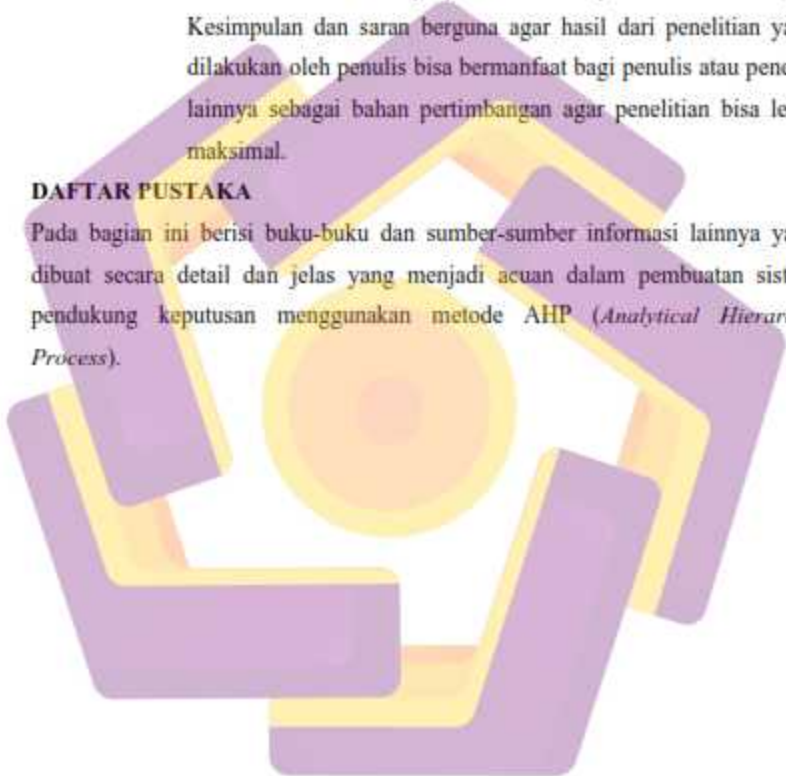 Kesimpulan dan saran berguna agar hasil dari penelitian ya
dilakukan oleh penulis bisa bermanfaat bagi penulis atau pene
lainnya sebagai bahan pertimbangan agar penelitian bisa le
maksimal.
DAFTAR PUSTAKA
Pada bagian ini berisi buku-buku dan sumber-sumber informasi lainnya ya
dibuat secara detail dan jelas yang menjadi acuan dalam pembuatan sist
pendukung keputusan menggunakan metode AHP (Analytical Hierar
Process).